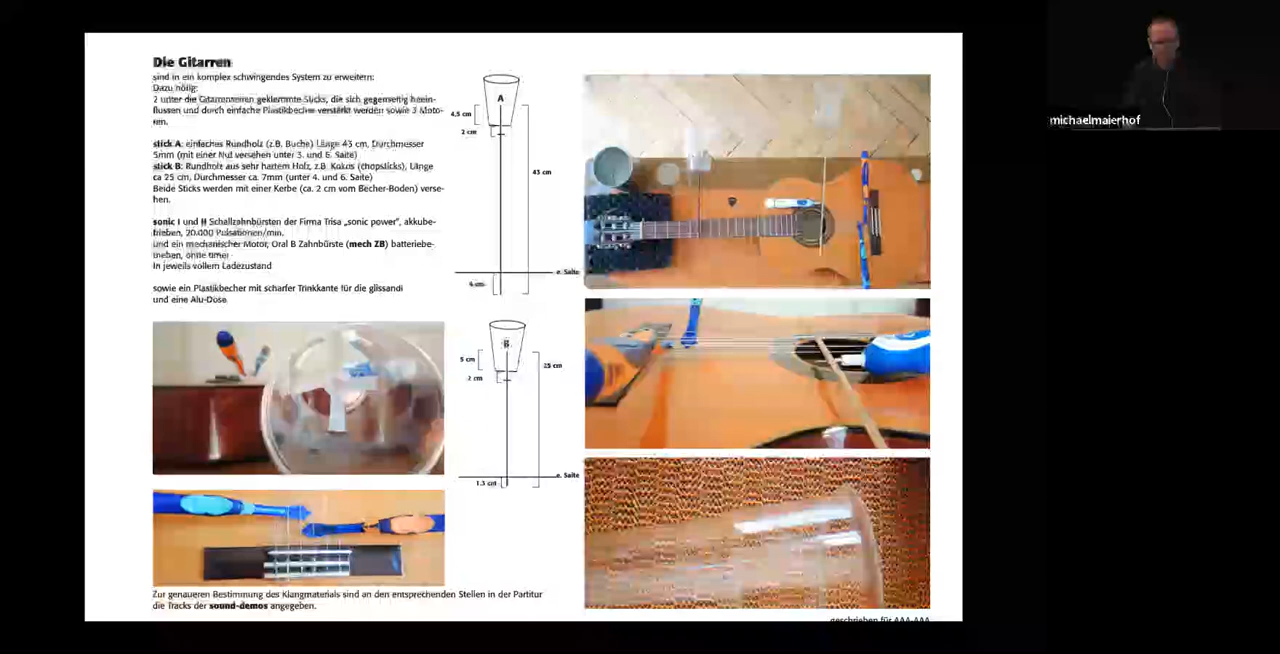 Die Gitarren
sind in ein komplex schwingendes System zu erweitern:
Dazu nötig:
2 unter die Gitarrenseiten geklemmte Sticks, die sich gegenseitig beein-
flussen und durch einfache Plastikbecher verstärkt werden sowie 3 Moto-
ren.
stick A: einfaches Rundholz (z.B. Buche) Länge 43 cm, Durchmesser
5mm (mit einer Nut versehen unter 3. und 6. Saite)
stick B: Rundholz aus sehr hartem Holz, z.B. Kokos (chopsticks), Länge
ca 25 cm, Durchmesser ca. 7mm (unter 4. und 6. Saite)
Beide Sticks werden mit einer Kerbe (ca. 2 cm vom Becher-Boden) verse-
hen.
sonic I und II Schallzahnbürsten der Firma Trisa „sonic power“, akkube-
trieben, 20.000 Pulsationen/min.
und ein mechanischer Motor, Oral B Zahnbürste (mech ZB) batteriebe-
trieben, ohne timer
In jeweils vollem Ladezustand
sowie ein Plastikbecher mit scharfer Trinkkante für die glissandi
und eine Alu-Dose
A
4,5 cm
2 cm
43 cm
e. Saite
6 cm
B
5 cm
2 cm
25 cm
e. Saite
1.3 cm
Zur genaueren Bestimmung des Klangmaterials sind an den entsprechenden Stellen in der Partitur
die Tracks der sound-demos angegeben.
geschrieben für AAA-AAA
michaelmaierhof